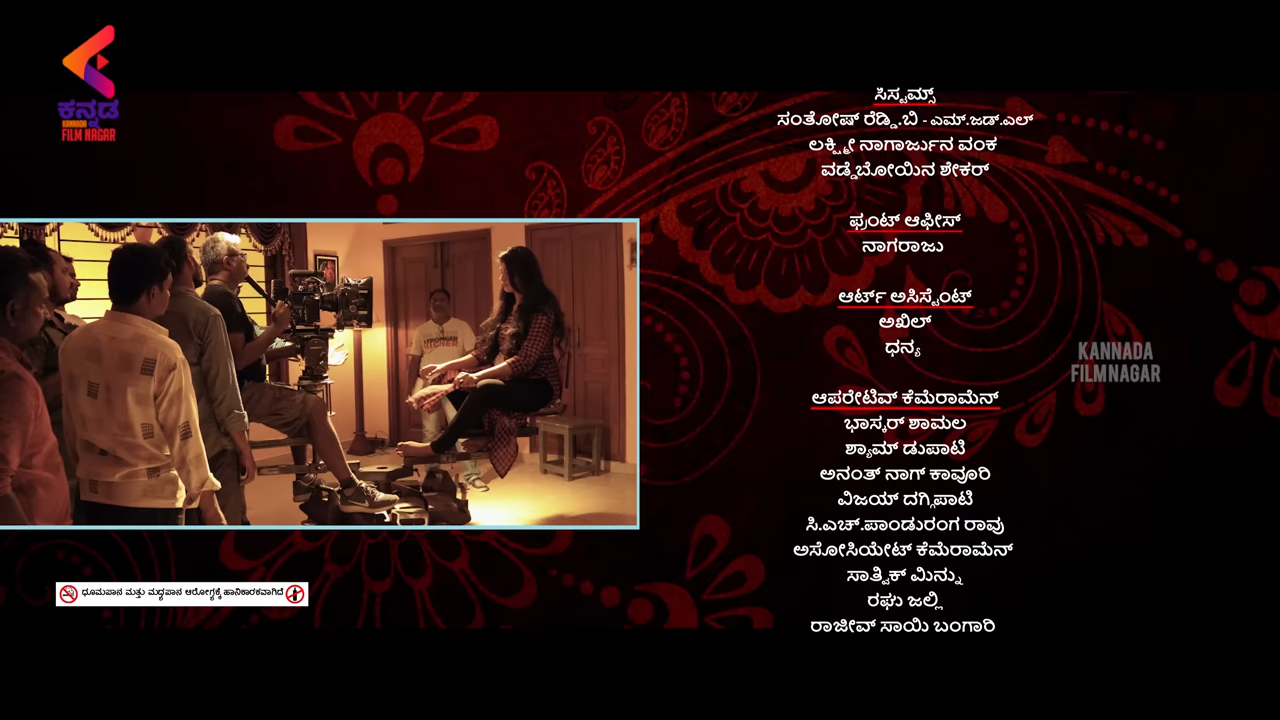 ಕನ್ನಡ
KANNADA
FILM NAGAR
ಸಿಸ್ಟಮ್ಸ್
ಸಂತೋಷ್ ರೆಡ್ಡಿ.ಬಿ - ಎಮ್.ಜಡ್.ಎಲ್
ಲಕ್ಷ್ಮೀ ನಾಗಾರ್ಜುನ ವಂಕ
ವಡ್ಡೆಬೋಯಿನ ಶೇಕರ್
ಫ್ರಂಟ್ ಆಫೀಸ್
ನಾಗರಾಜು
ಆರ್ಟ್ ಅಸಿಸ್ಟೆಂಟ್
ಅಖಿಲ್
ಧನ್ಯ
ಆಪರೇಟಿವ್ ಕೆಮೆರಾಮೆನ್
ಭಾಸ್ಕರ್ ಶಾಮಲ
ಶ್ಯಾಮ್ ಡುಪಾಟಿ
ಅನಂತ್ ನಾಗ್ ಕಾವೂರಿ
ವಿಜಯ್ ದಗ್ಗಿಪಾಟಿ
ಸಿ.ಎಚ್.ಪಾಂಡುರಂಗ ರಾವು
ಅಸೋಸಿಯೇಟ್ ಕೆಮೆರಾಮೆನ್
ಸಾತ್ವಿಕ್ ಮಿನ್ನು
ರಘು ಜಲ್ಲಿ
ರಾಜೀವ್ ಸಾಯಿ ಬಂಗಾರಿ
KANNADA
FILMNAGAR
ಧೂಮಪಾನ ಮತ್ತು ಮದ್ಯಪಾನ ಆರೋಗ್ಯಕ್ಕೆ ಹಾನಿಕಾರಕವಾಗಿದೆ